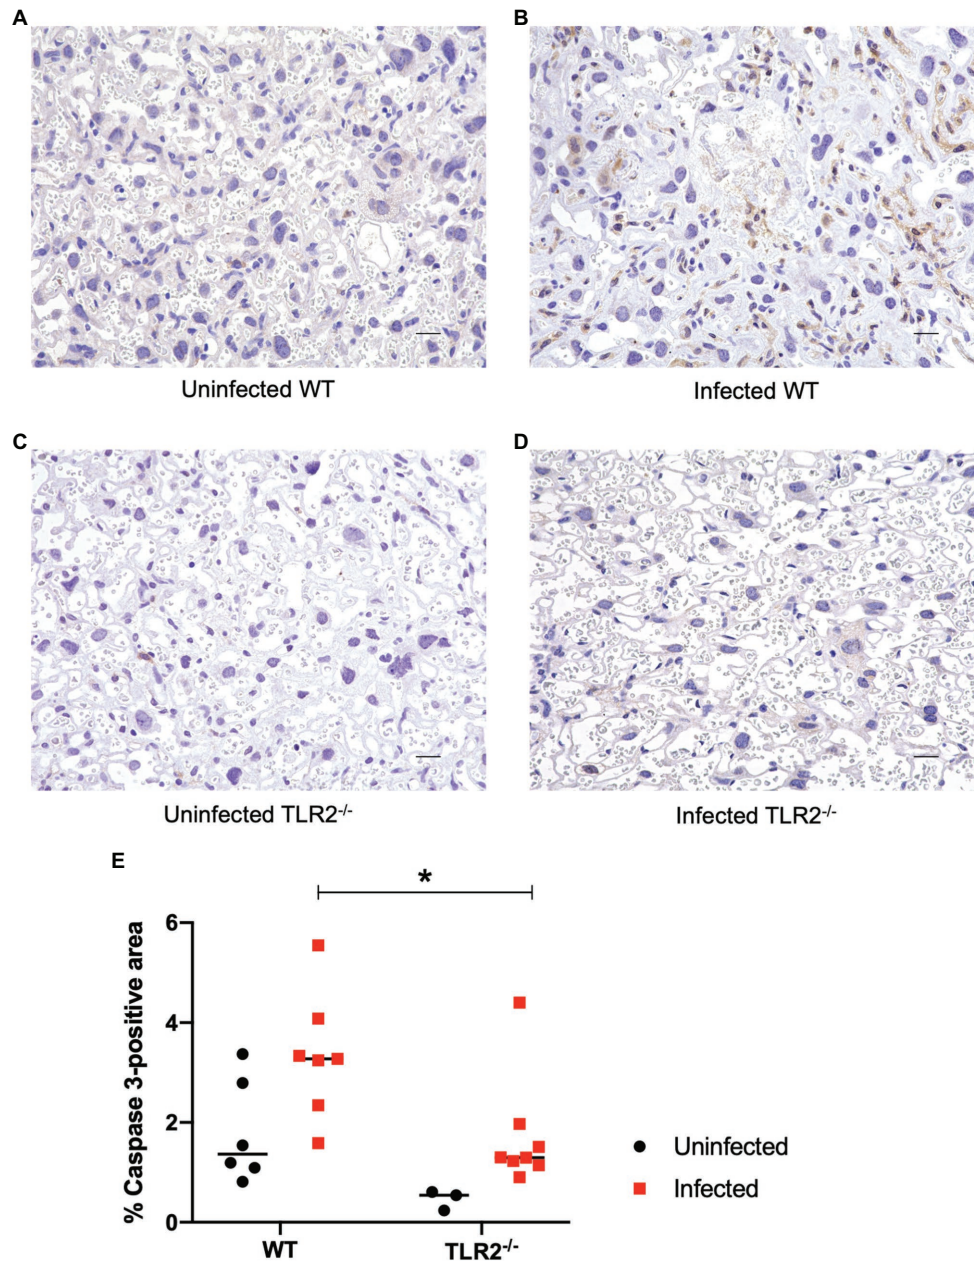 A
B
Uninfected WT
Infected WT
C
D
Uninfected TLR2-/-
Infected TLR2-/-
E
*
% Caspase 3-positive area
6
4
2
0
WT
TLR2-/-
Uninfected
Infected